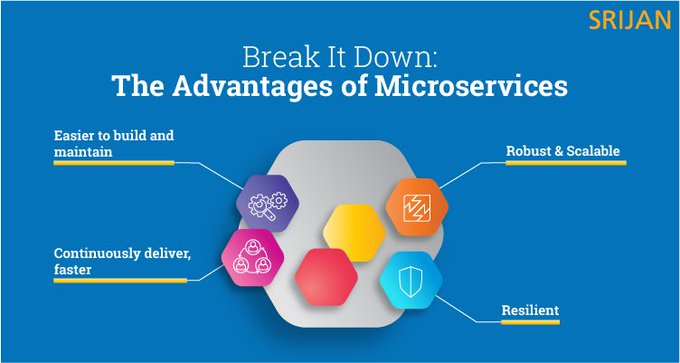 SRIJAN
Break It Down:
The Advantages of Microservices
Easier to build and
maintain
Robust & Scalable
Continuously deliver,
faster
Resilient